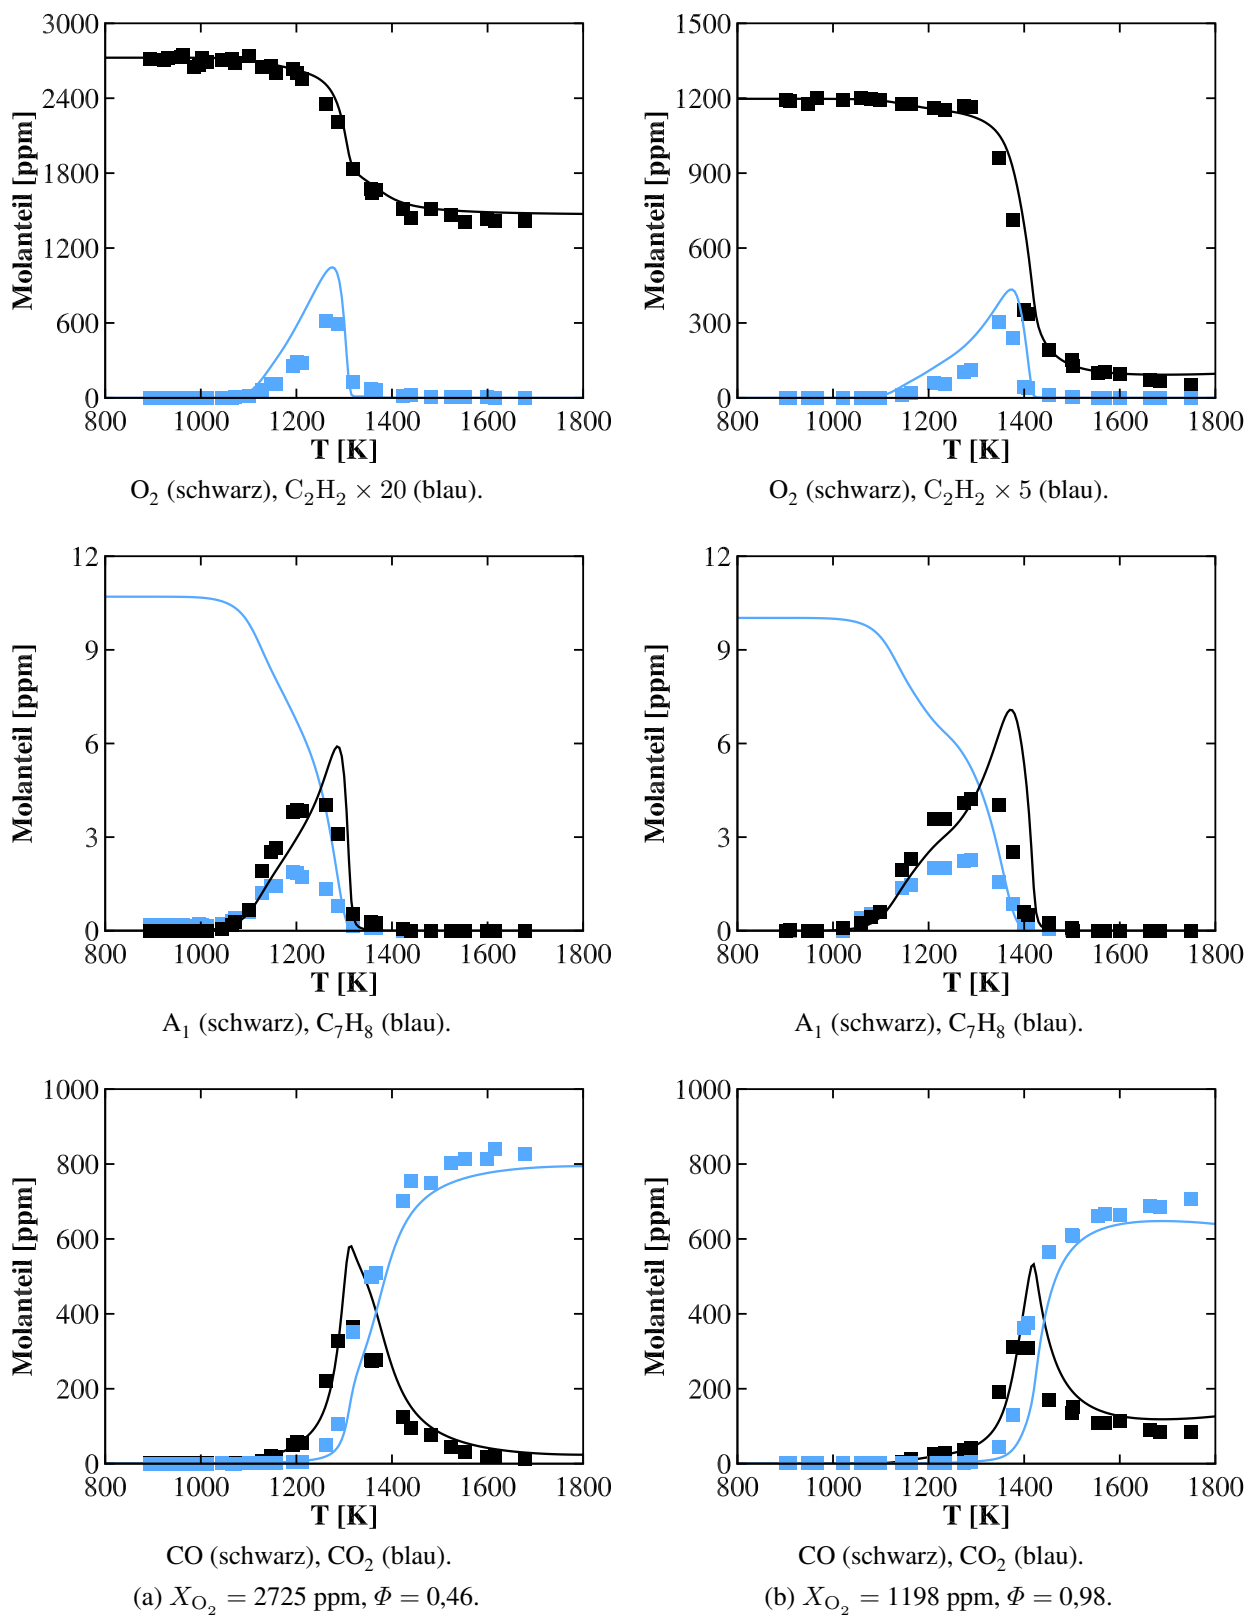 3000
2400
1800
1200
600
0
Molanteil [ppm]
800 1000 1200 1400 1600 1800
T [K]
O₂ (schwarz), C₂H₂ × 20 (blau).
1500
1200
900
600
300
0
Molanteil [ppm]
800 1000 1200 1400 1600 1800
T [K]
O₂ (schwarz), C₂H₂ × 5 (blau).
12
9
6
3
0
Molanteil [ppm]
800 1000 1200 1400 1600 1800
T [K]
A₁ (schwarz), C₇H₈ (blau).
12
9
6
3
0
Molanteil [ppm]
800 1000 1200 1400 1600 1800
T [K]
A₁ (schwarz), C₇H₈ (blau).
1000
800
600
400
200
0
Molanteil [ppm]
800 1000 1200 1400 1600 1800
T [K]
CO (schwarz), CO₂ (blau).
(a) X_O₂ = 2725 ppm, Φ = 0,46.
1000
800
600
400
200
0
Molanteil [ppm]
800 1000 1200 1400 1600 1800
T [K]
CO (schwarz), CO₂ (blau).
(b) X_O₂ = 1198 ppm, Φ = 0,98.